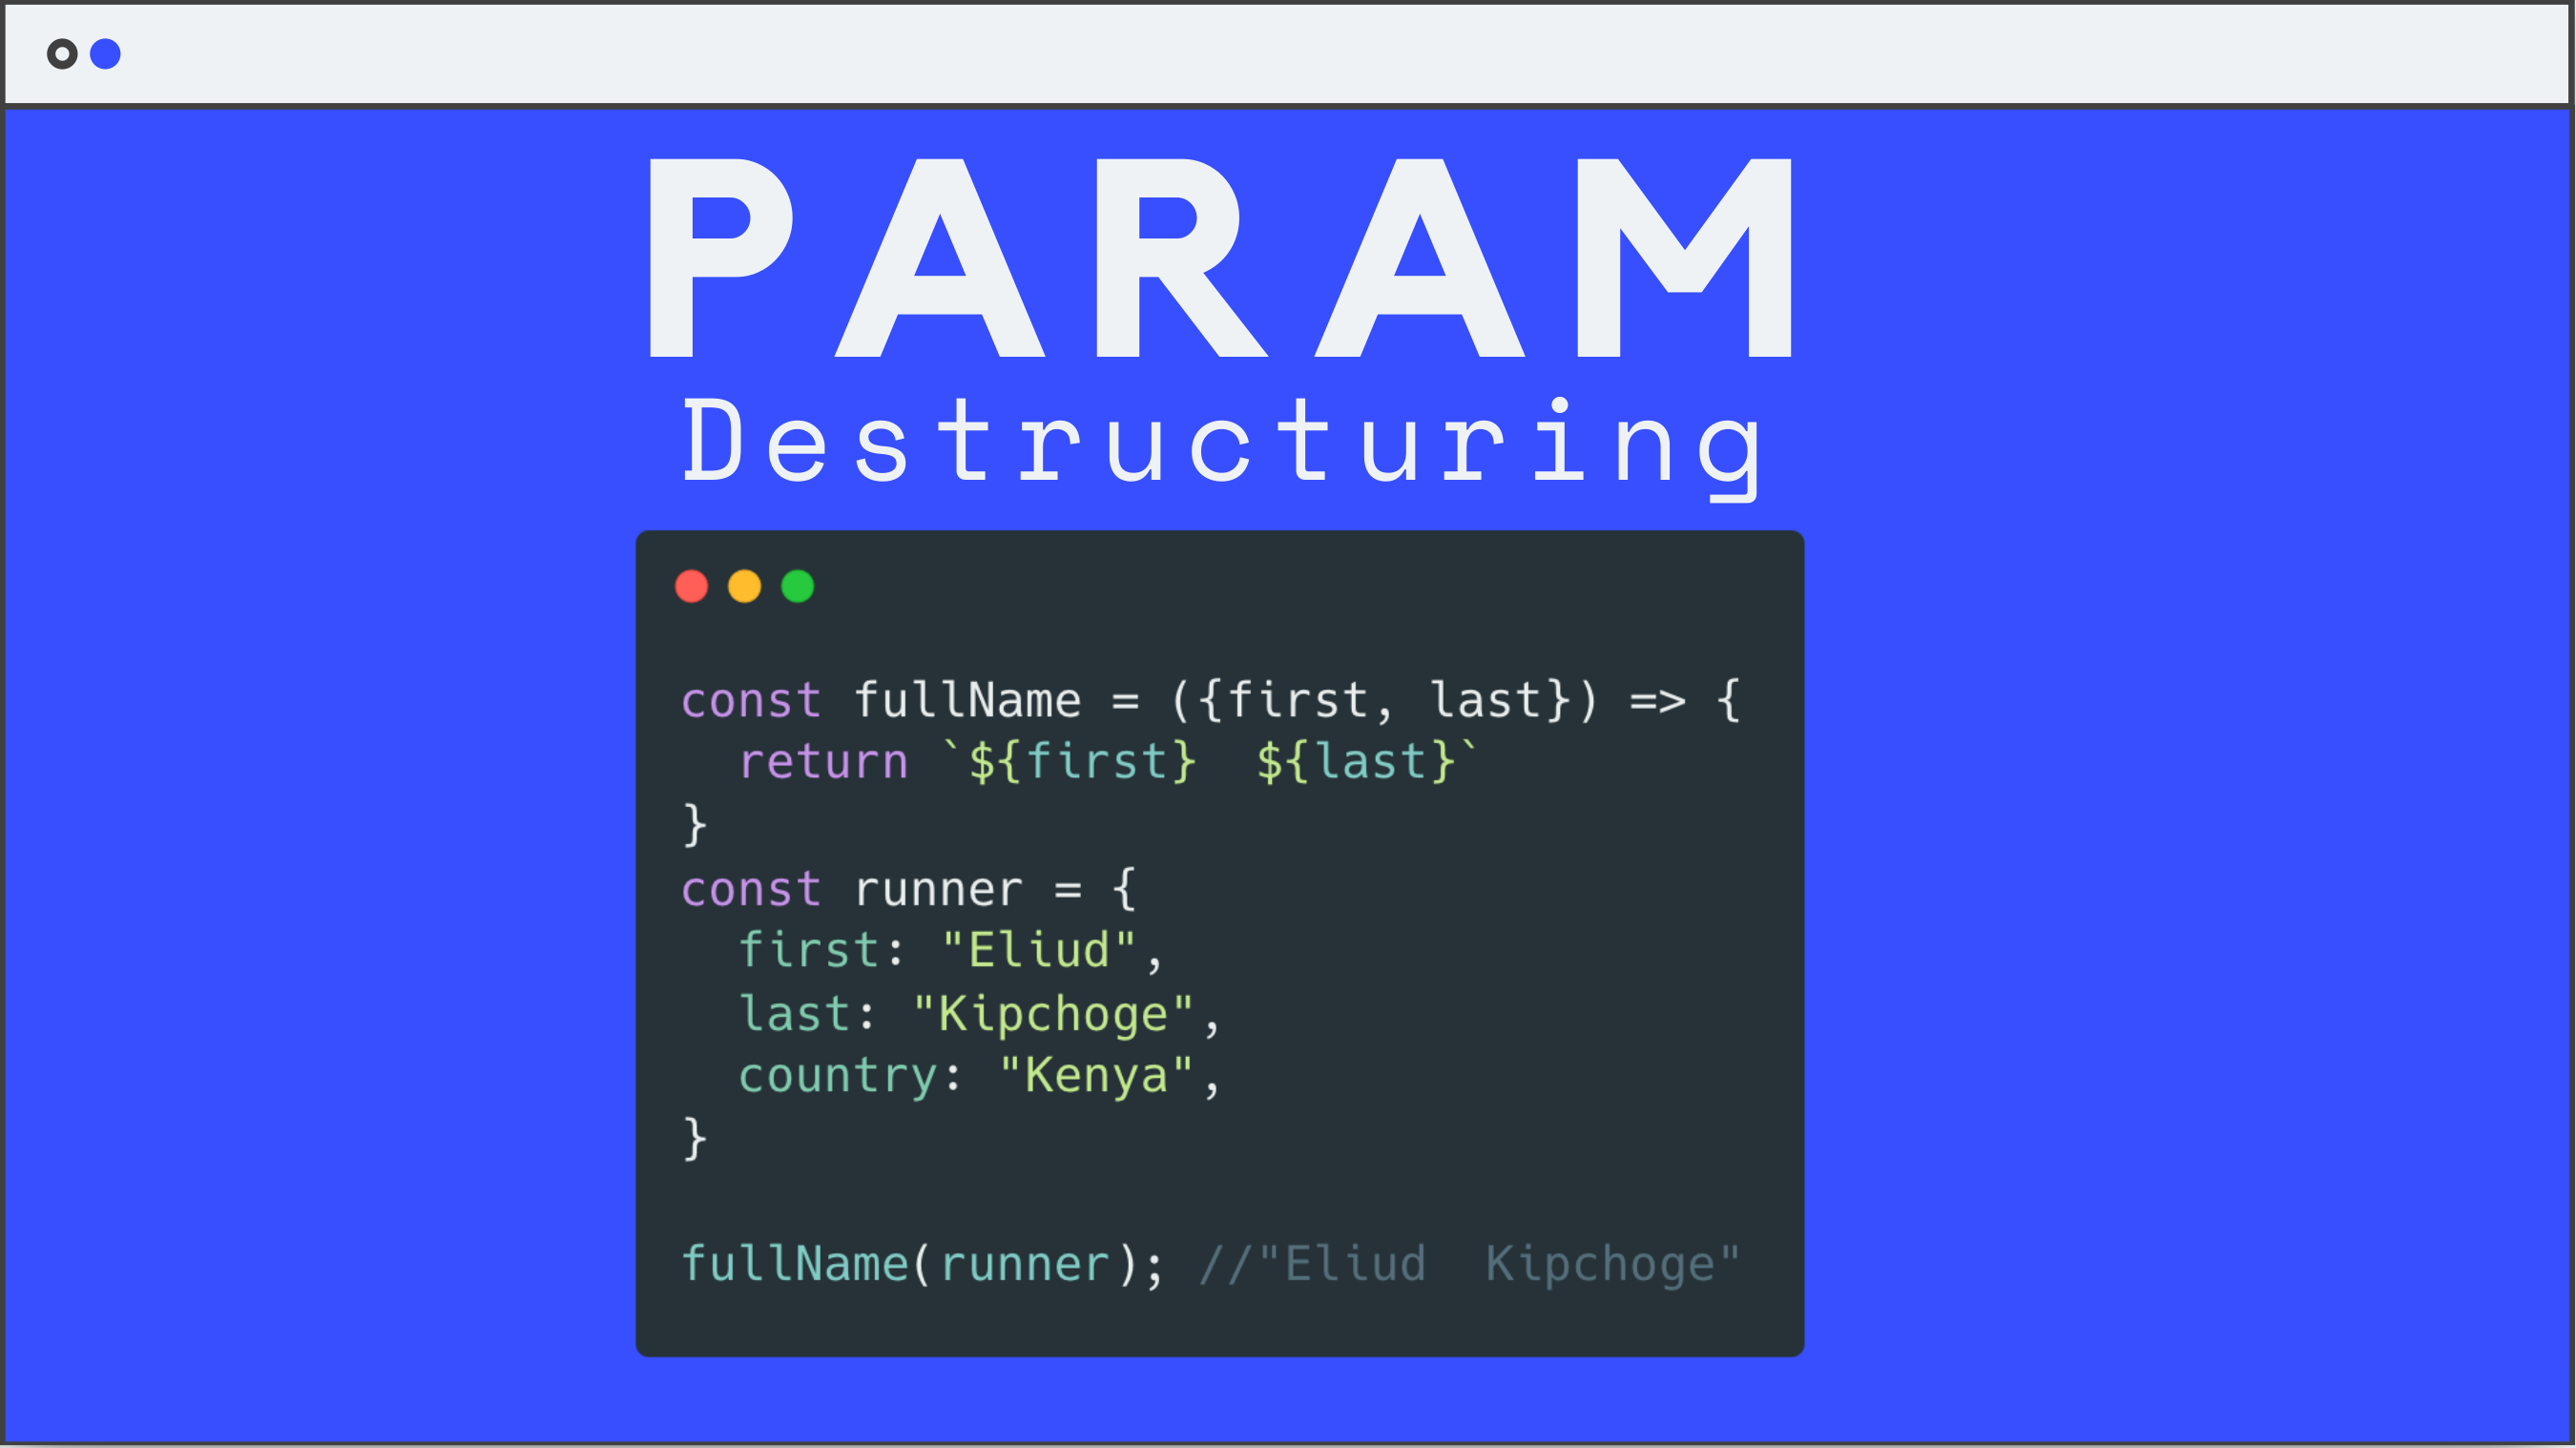 PARAM
Destructuring
const fullName = ({first, last}) => {
  return `${first}  ${last}`
}
const runner = {
  first: "Eliud",
  last: "Kipchoge",
  country: "Kenya",
}
fullName(runner); //"Eliud  Kipchoge"